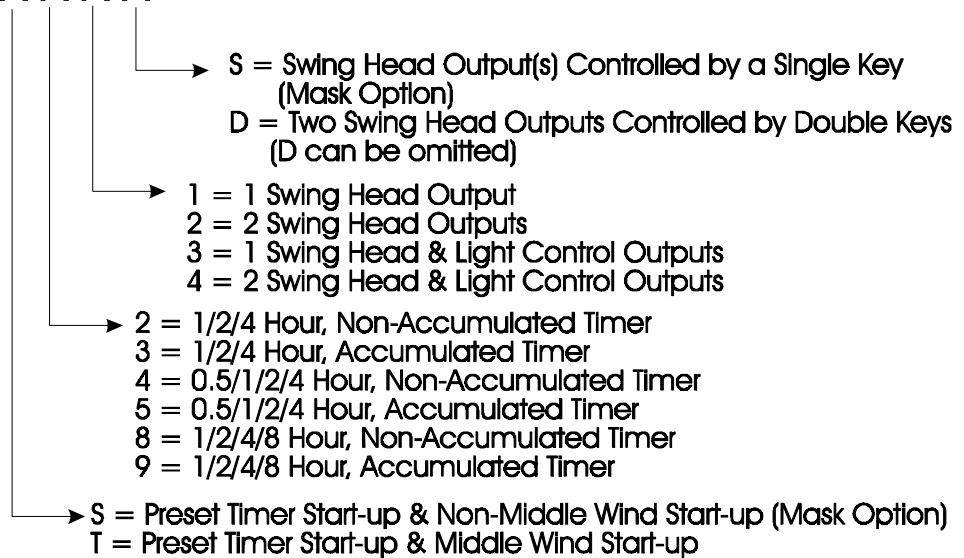 S = Swing Head Output(s) Controlled by a Single Key
(Mask Option)
D = Two Swing Head Outputs Controlled by Double Keys
(D can be omitted)
1 = 1 Swing Head Output
2 = 2 Swing Head Outputs
3 = 1 Swing Head & Light Control Outputs
4 = 2 Swing Head & Light Control Outputs
2 = 1/2/4 Hour, Non-Accumulated Timer
3 = 1/2/4 Hour, Accumulated Timer
4 = 0.5/1/2/4 Hour, Non-Accumulated Timer
5 = 0.5/1/2/4 Hour, Accumulated Timer
8 = 1/2/4/8 Hour, Non-Accumulated Timer
9 = 1/2/4/8 Hour, Accumulated Timer
S = Preset Timer Start-up & Non-Middle Wind Start-up (Mask Option)
T = Preset Timer Start-up & Middle Wind Start-up